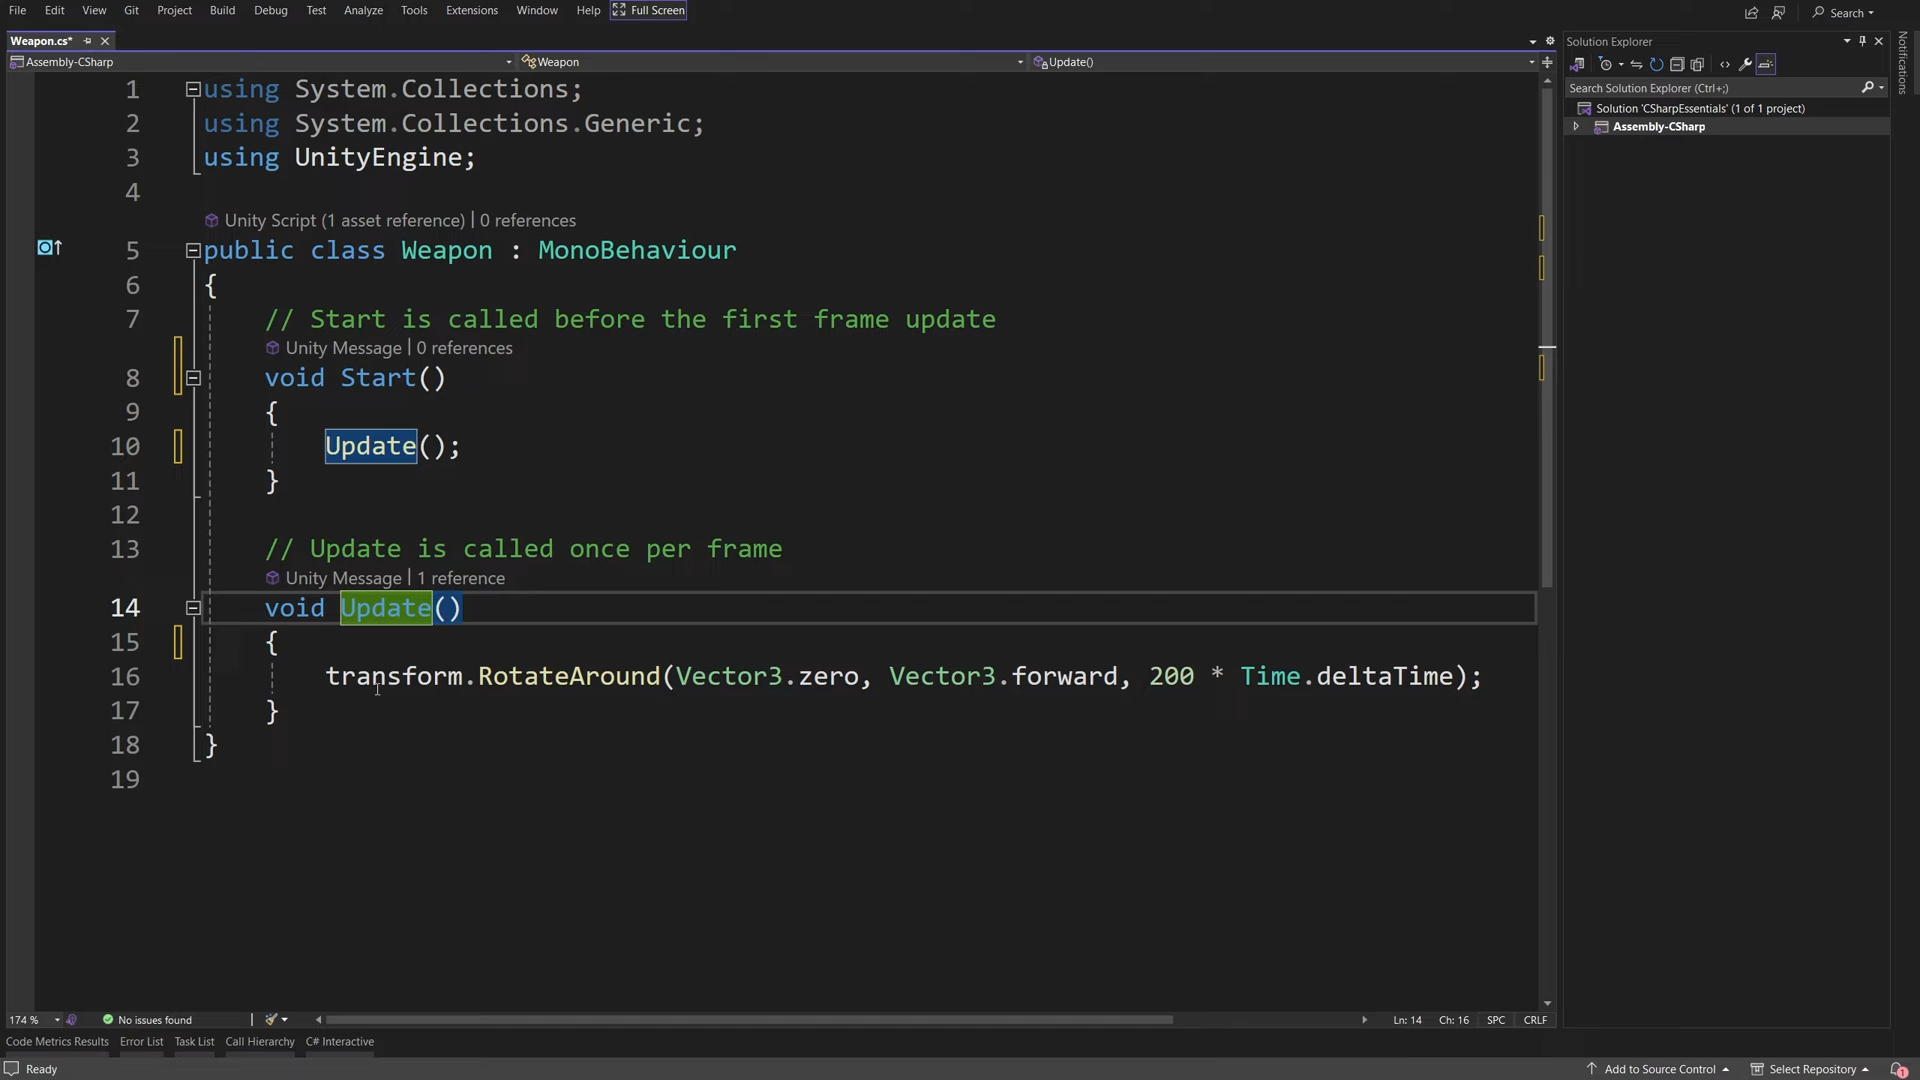 File Edit View Git Project Build Debug Test Analyze Tools Extensions Window Help Full Screen Search
Weapon.cs*
Assembly-CSharp Weapon Update()
1 using System.Collections;
2 using System.Collections.Generic;
3 using UnityEngine;
4
Unity Script (1 asset reference) | 0 references
5 public class Weapon : MonoBehaviour
6 {
7 // Start is called before the first frame update
Unity Message | 0 references
8 void Start()
9 {
10 Update();
11 }
12
13 // Update is called once per frame
Unity Message | 1 reference
14 void Update()
15 {
16 transform.RotateAround(Vector3.zero, Vector3.forward, 200 * Time.deltaTime);
17 }
18 }
19
174 % No issues found Ln: 14 Ch: 16 SPC CRLF
Code Metrics Results Error List Task List Call Hierarchy C# Interactive
Ready Add to Source Control Select Repository 1
Solution Explorer
Search Solution Explorer (Ctrl+;)
Solution 'CSharpEssentials' (1 of 1 project)
Assembly-CSharp
Notifications